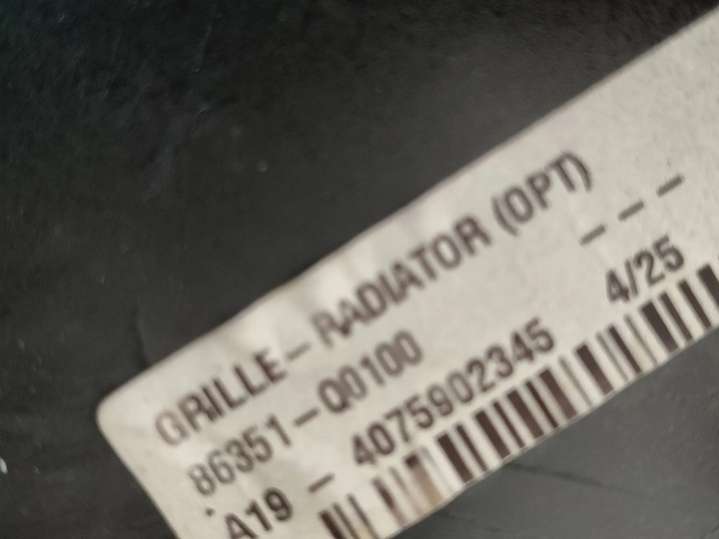 GRILLE-RADIATOR (OPT)
86351-Q0100 - - -
A19 - 4075902345 4/25